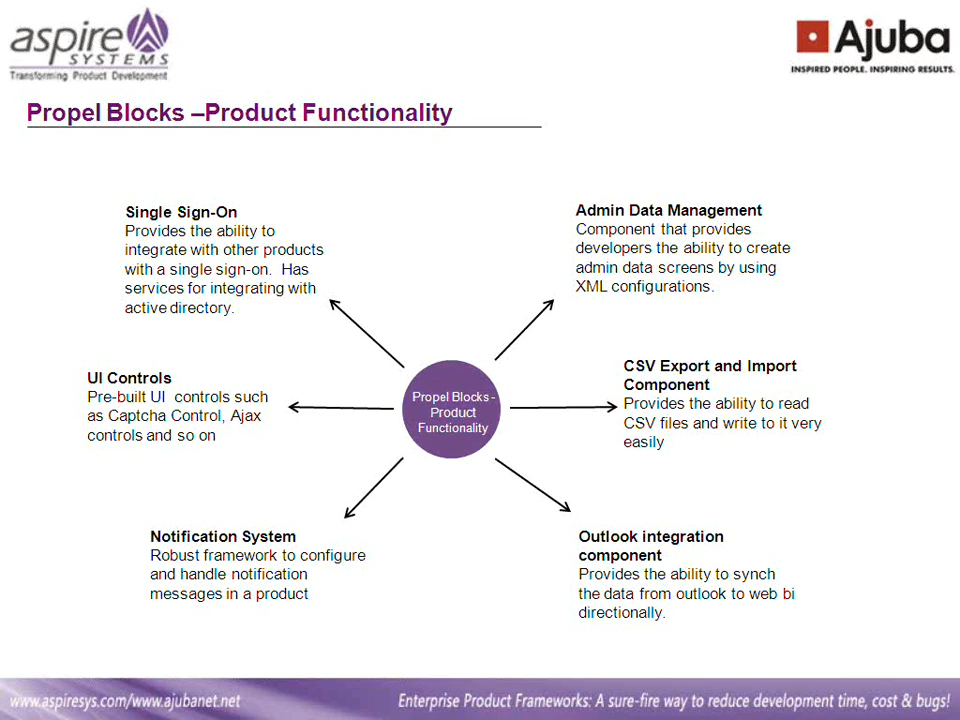 aspire
SYSTEMS
Transforming Product Development
Ajuba
INSPIRED PEOPLE. INSPIRING RESULTS.
Propel Blocks –Product Functionality
Single Sign-On
Provides the ability to
integrate with other products
with a single sign-on.  Has
services for integrating with
active directory.
Admin Data Management
Component that provides
developers the ability to create
admin data screens by using
XML configurations.
UI Controls
Pre-built UI  controls such
as Captcha Control, Ajax
controls and so on
Propel Blocks -
Product
Functionality
CSV Export and Import
Component
Provides the ability to read
CSV files and write to it very
easily
Notification System
Robust framework to configure
and handle notification
messages in a product
Outlook integration
component
Provides the ability to synch
the data from outlook to web bi
directionally.
www.aspiresys.com/www.ajubanet.net
Enterprise Product Frameworks: A sure-fire way to reduce development time, cost & bugs!